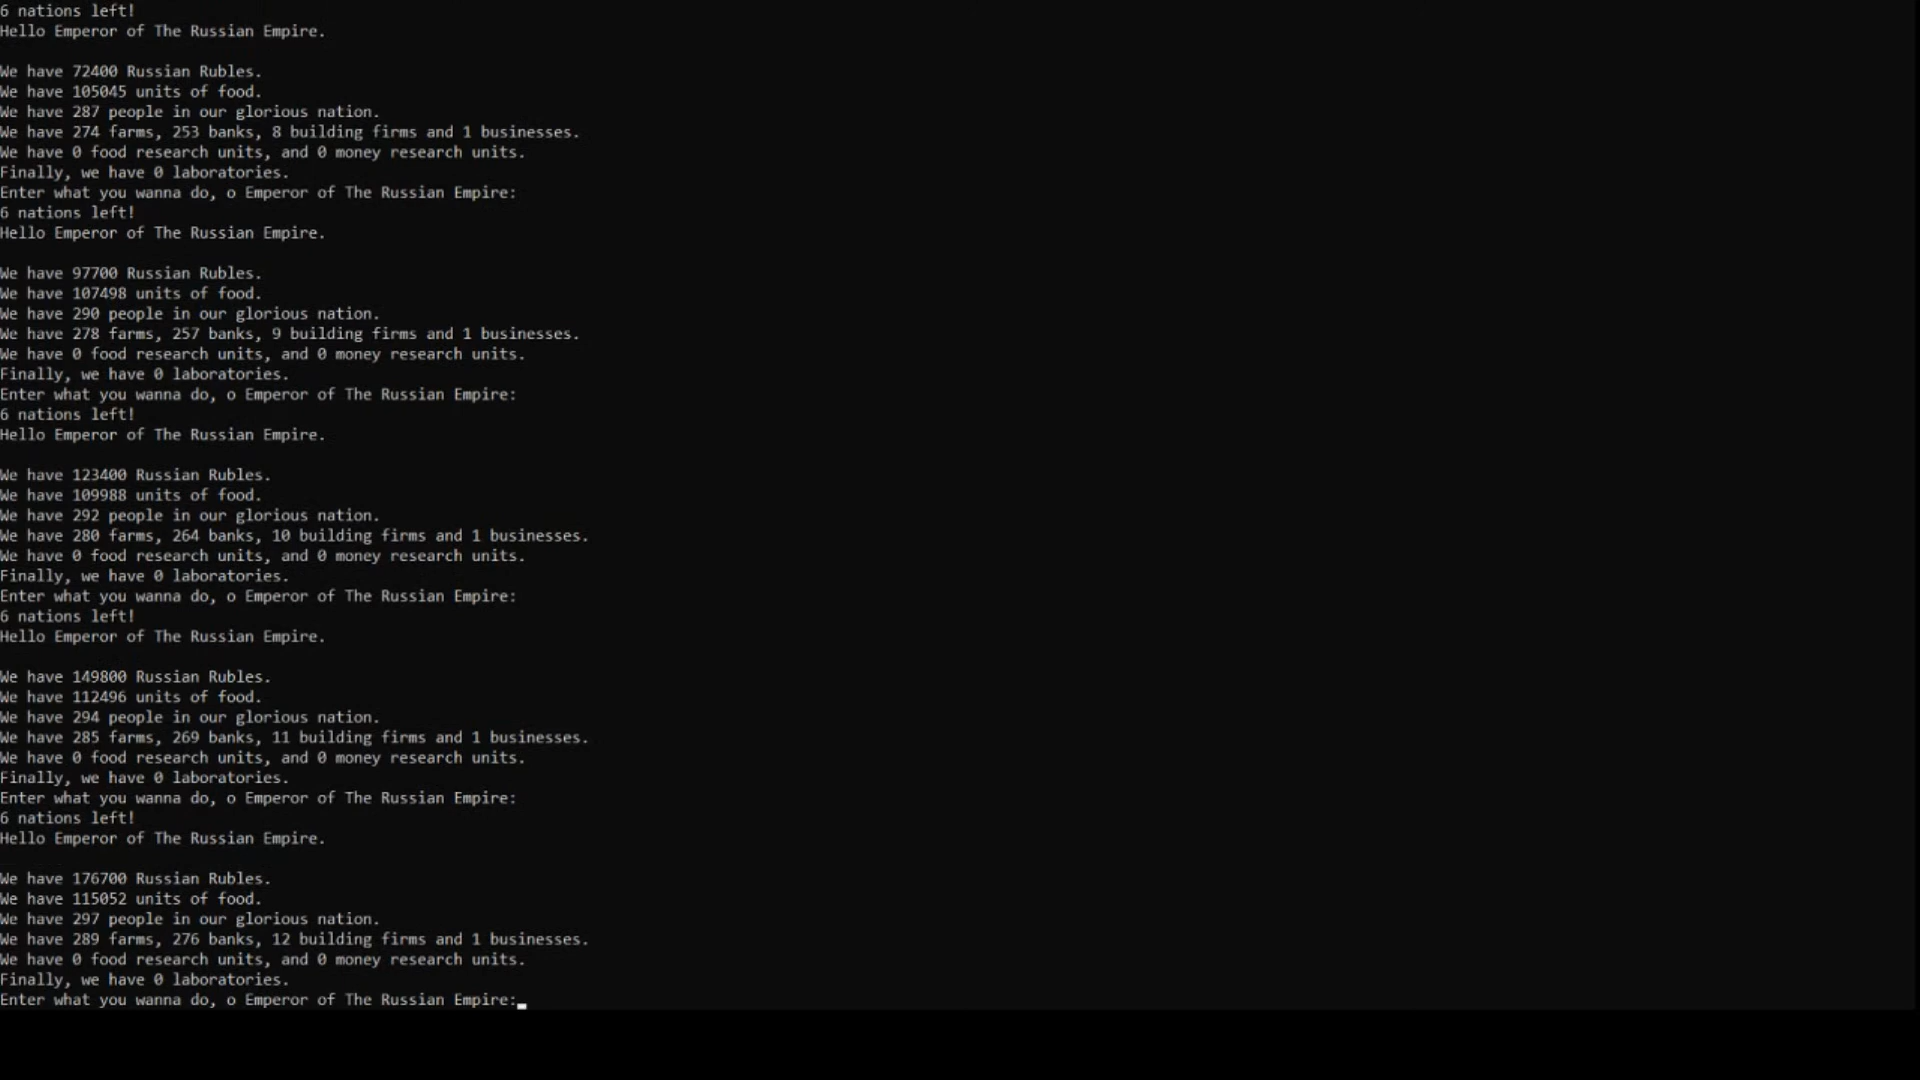 6 nations left!
Hello Emperor of The Russian Empire.
We have 72400 Russian Rubles.
We have 105045 units of food.
We have 287 people in our glorious nation.
We have 274 farms, 253 banks, 8 building firms and 1 businesses.
We have 0 food research units, and 0 money research units.
Finally, we have 0 laboratories.
Enter what you wanna do, o Emperor of The Russian Empire:
6 nations left!
Hello Emperor of The Russian Empire.
We have 97700 Russian Rubles.
We have 107498 units of food.
We have 290 people in our glorious nation.
We have 278 farms, 257 banks, 9 building firms and 1 businesses.
We have 0 food research units, and 0 money research units.
Finally, we have 0 laboratories.
Enter what you wanna do, o Emperor of The Russian Empire:
6 nations left!
Hello Emperor of The Russian Empire.
We have 123400 Russian Rubles.
We have 109988 units of food.
We have 292 people in our glorious nation.
We have 280 farms, 264 banks, 10 building firms and 1 businesses.
We have 0 food research units, and 0 money research units.
Finally, we have 0 laboratories.
Enter what you wanna do, o Emperor of The Russian Empire:
6 nations left!
Hello Emperor of The Russian Empire.
We have 149800 Russian Rubles.
We have 112496 units of food.
We have 294 people in our glorious nation.
We have 285 farms, 269 banks, 11 building firms and 1 businesses.
We have 0 food research units, and 0 money research units.
Finally, we have 0 laboratories.
Enter what you wanna do, o Emperor of The Russian Empire:
6 nations left!
Hello Emperor of The Russian Empire.
We have 176700 Russian Rubles.
We have 115052 units of food.
We have 297 people in our glorious nation.
We have 289 farms, 276 banks, 12 building firms and 1 businesses.
We have 0 food research units, and 0 money research units.
Finally, we have 0 laboratories.
Enter what you wanna do, o Emperor of The Russian Empire: